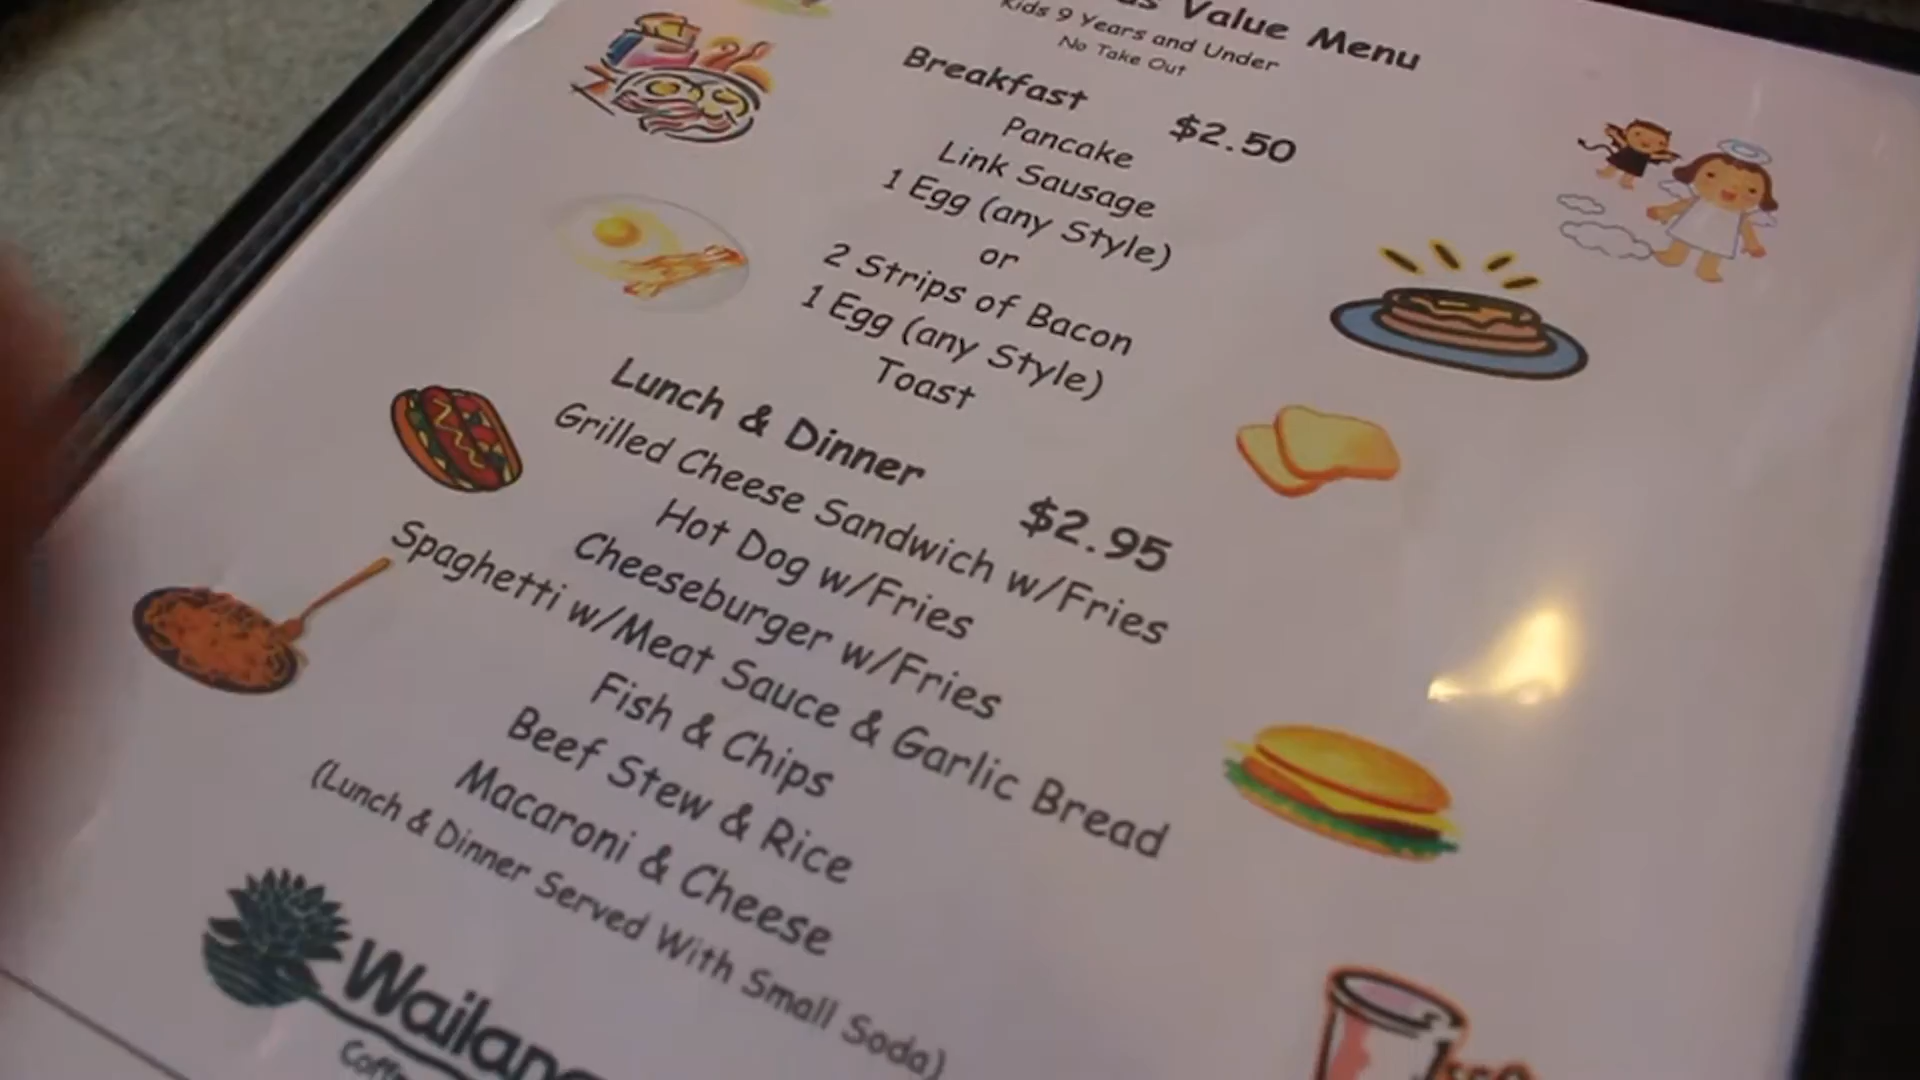 Value Menu
Kids 9 Years and Under
No Take Out
Breakfast $2.50
Pancake
Link Sausage
1 Egg (any Style)
or
2 Strips of Bacon
1 Egg (any Style)
Toast
Lunch & Dinner $2.95
Grilled Cheese Sandwich w/Fries
Hot Dog w/Fries
Cheeseburger w/Fries
Spaghetti w/Meat Sauce & Garlic Bread
Fish & Chips
Beef Stew & Rice
Macaroni & Cheese
(Lunch & Dinner Served With Small Soda)